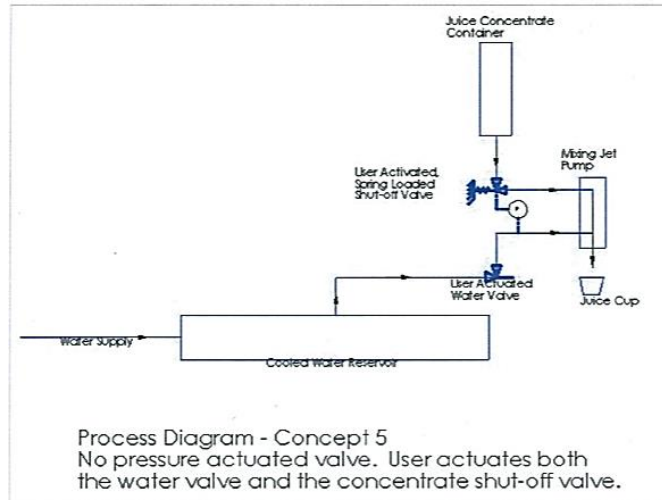 Juice Concentrate
Container
Mixing Jet
Pump
User Activated,
Spring Loaded
Shut-off Valve
User Actuated
Water Valve
Juice Cup
Water Supply
Cooled Water Reservoir
Process Diagram - Concept 5
No pressure actuated valve. User actuates both
the water valve and the concentrate shut-off valve.